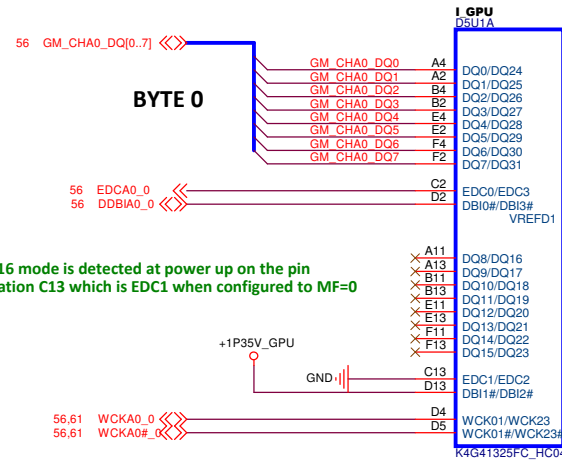 I_GPU
D5U1A
56 GM_CHA0_DQ[0..7]
BYTE 0
GM_CHA0_DQ0 A4 DQ0/DQ24
GM_CHA0_DQ1 A2 DQ1/DQ25
GM_CHA0_DQ2 B4 DQ2/DQ26
GM_CHA0_DQ3 B2 DQ3/DQ27
GM_CHA0_DQ4 E4 DQ4/DQ28
GM_CHA0_DQ5 E2 DQ5/DQ29
GM_CHA0_DQ6 F4 DQ6/DQ30
GM_CHA0_DQ7 F2 DQ7/DQ31
56 EDCA0_0 C2 EDC0/EDC3
56 DDBIA0_0 D2 DBI0#/DBI3#
VREFD1
16 mode is detected at power up on the pin
ation C13 which is EDC1 when configured to MF=0
A11 DQ8/DQ16
A13 DQ9/DQ17
B11 DQ10/DQ18
B13 DQ11/DQ19
E11 DQ12/DQ20
E13 DQ13/DQ21
F11 DQ14/DQ22
F13 DQ15/DQ23
+1P35V_GPU
GND C13 EDC1/EDC2
D13 DBI1#/DBI2#
56,61 WCKA0_0 D4 WCK01/WCK23
56,61 WCKA0#_0 D5 WCK01#/WCK23#
K4G41325FC_HC04